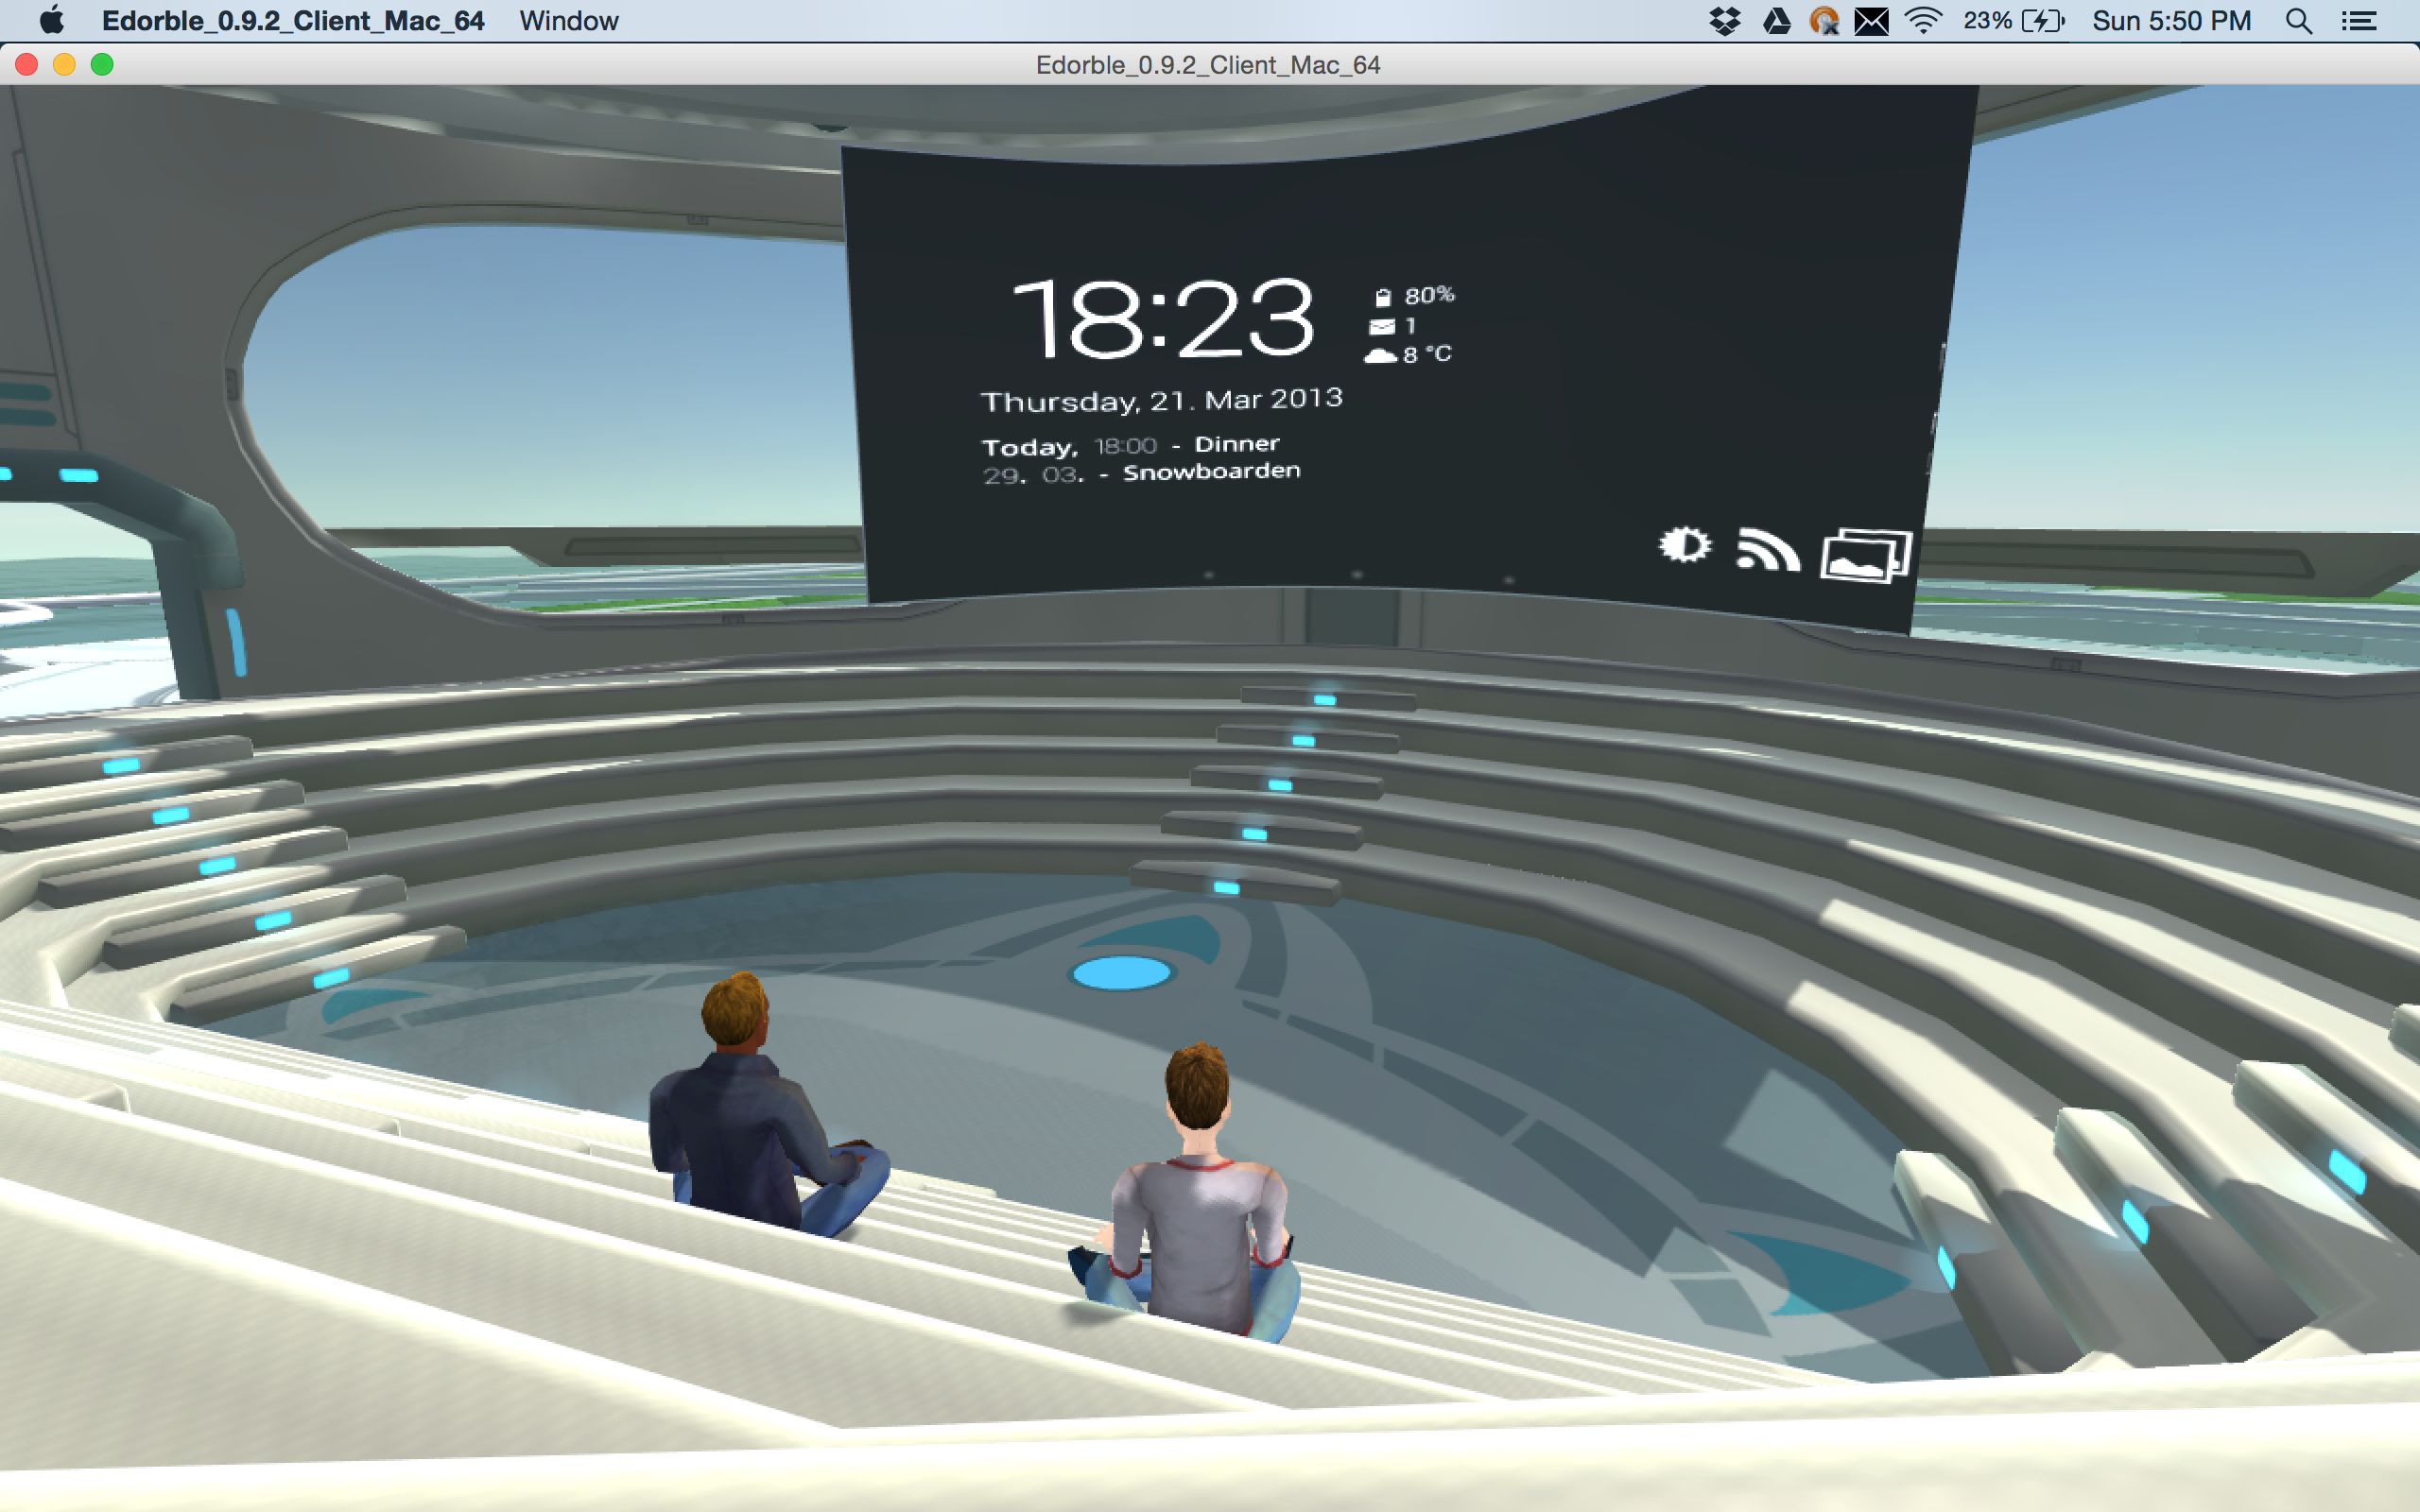 Edorble_0.9.2_Client_Mac_64 Window 23% Sun 5:50 PM
Edorble_0.9.2_Client_Mac_64
18:23
80%
1
8 °C
Thursday, 21. Mar 2013
Today, 18:00 - Dinner
29. 03. - Snowboarden